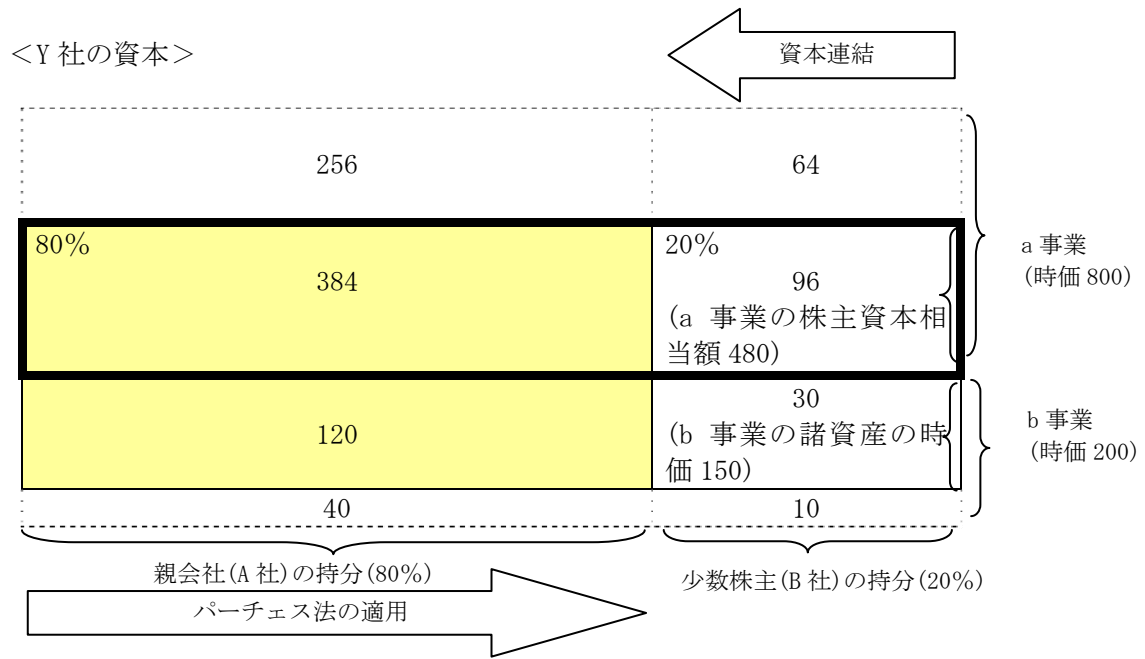 ＜Y 社の資本＞
資本連結
256
64
80％
384
20％
96
(a 事業の株主資本相
当額 480)
a 事業
(時価 800)
120
30
(b 事業の諸資産の時
価 150)
b 事業
(時価 200)
40
10
親会社(A 社)の持分(80％)
少数株主(B 社)の持分(20％)
パーチェス法の適用